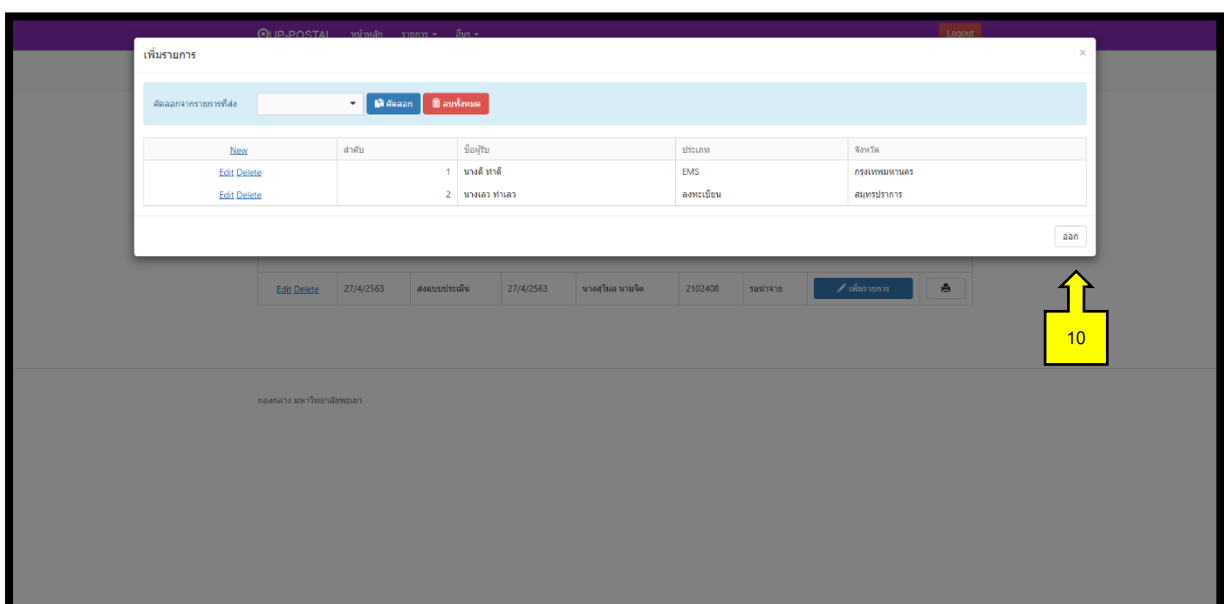 UP-POSTAL หน้าหลัก รายการ อื่นๆ Logout
เพิ่มรายการ ×
คัดลอกจากรายการที่ส่ง คัดลอก ลบทั้งหมด
New ลำดับ ชื่อผู้รับ ประเภท จังหวัด
Edit Delete 1 นางดี ทำดี EMS กรุงเทพมหานคร
Edit Delete 2 นางเลว ทำเลว ลงทะเบียน สมุทรปราการ
ออก
Edit Delete 27/4/2563 ส่งแบบประเมิน 27/4/2563 นางสุวิมล นามจิต 2102408 รอนำจ่าย เพิ่มรายการ
10
กองกลาง มหาวิทยาลัยพะเยา